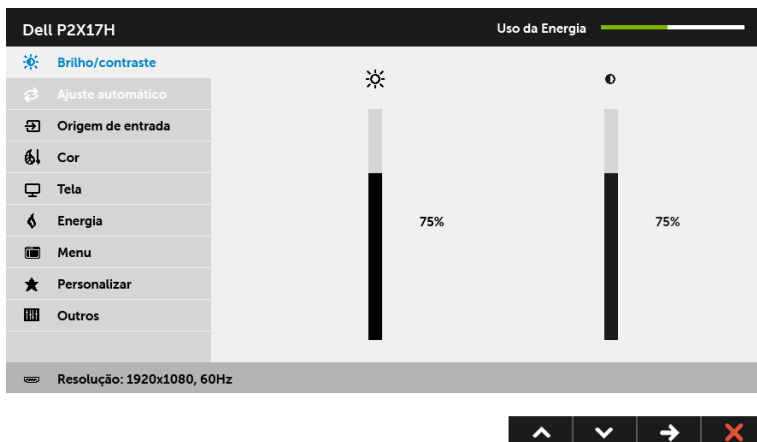 Dell P2X17H
Uso da Energia
Brilho/contraste
Ajuste automático
Origem de entrada
Cor
Tela
Energia
75%
75%
Menu
Personalizar
Outros
Resolução: 1920x1080, 60Hz